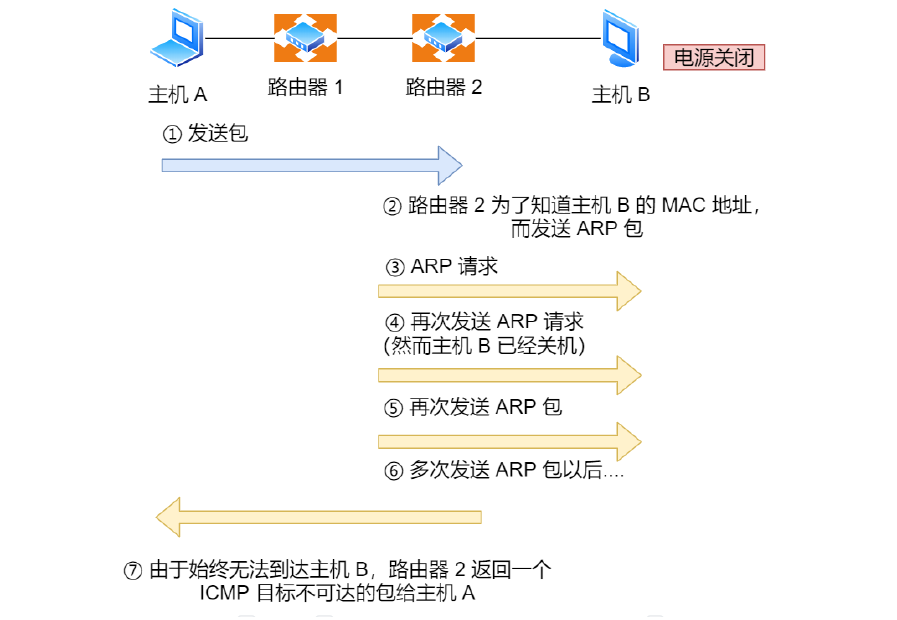 电源关闭
主机 A
路由器 1
路由器 2
主机 B
① 发送包
② 路由器 2 为了知道主机 B 的 MAC 地址，
而发送 ARP 包
③ ARP 请求
④ 再次发送 ARP 请求
（然而主机 B 已经关机）
⑤ 再次发送 ARP 包
⑥ 多次发送 ARP 包以后....
⑦ 由于始终无法到达主机 B，路由器 2 返回一个
ICMP 目标不可达的包给主机 A